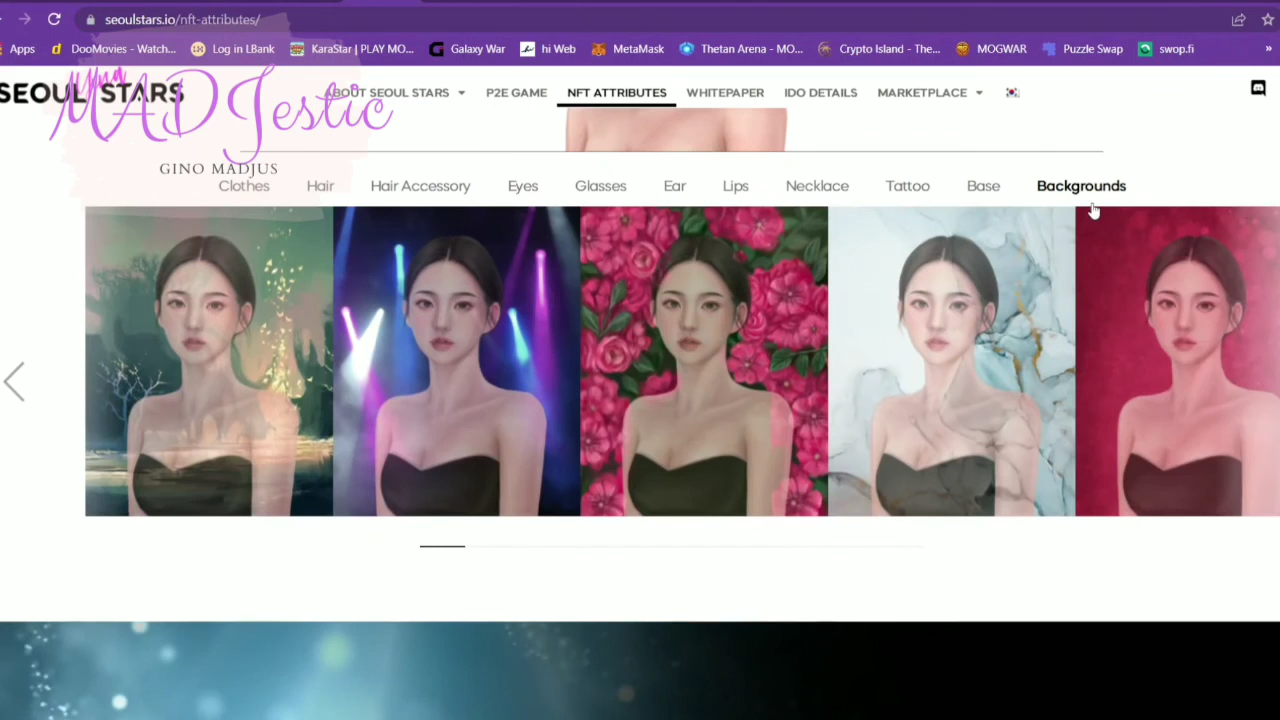 seoulstars.io/nft-attributes/
Apps DooMovies - Watch... Log in LBank KaraStar | PLAY MO... Galaxy War hi Web MetaMask Thetan Arena - MO... Crypto Island - The... MOGWAR Puzzle Swap swop.fi »
SEOUL STARS ABOUT SEOUL STARS P2E GAME NFT ATTRIBUTES WHITEPAPER IDO DETAILS MARKETPLACE
MADJestic
GINO MADJUS
Clothes Hair Hair Accessory Eyes Glasses Ear Lips Necklace Tattoo Base Backgrounds